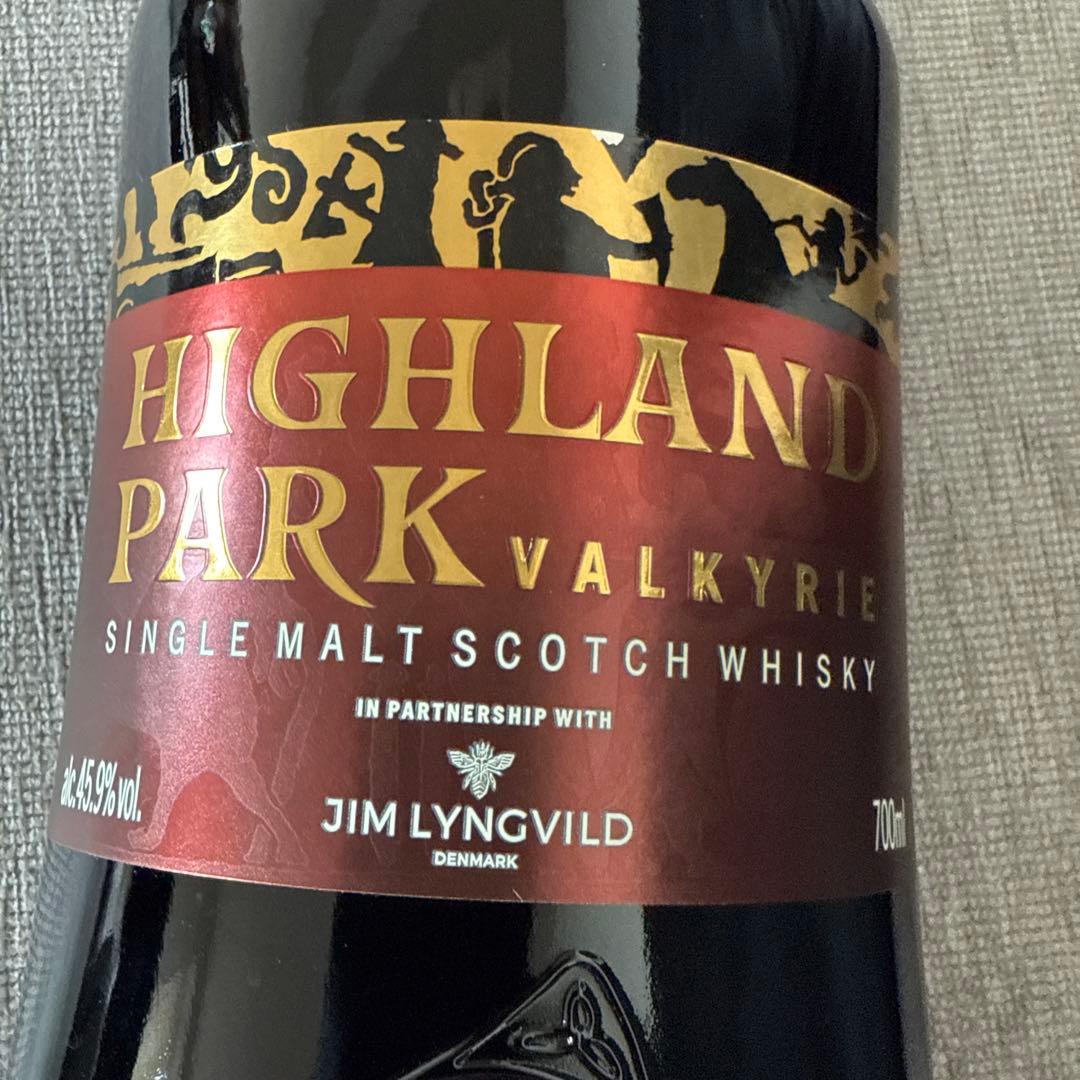 HIGHLAND
PARK VALKYRIE
SINGLE MALT SCOTCH WHISKY
IN PARTNERSHIP WITH
JIM LYNGVILD
DENMARK
alc.45.9%vol.
700ml